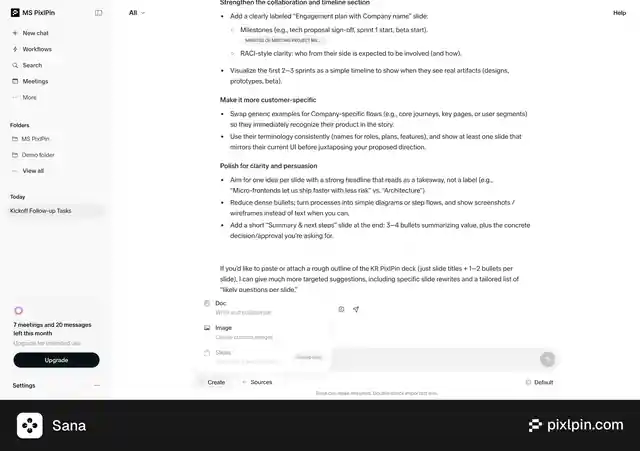 MS PixlPin
All
Help
New chat
Workflows
Search
Meetings
More
Folders
MS PixPin
Demo folder
View all
Today
Kickoff Follow-up Tasks
Strengthen the collaboration and timeline section
Add a clearly labeled "Engagement plan with Company name" slide:
Milestones (e.g., tech proposal sign-off, sprint 1 start, beta start).
RACI-style clarity: who from their side is expected to be involved (and how).
Visualize the first 2–3 sprints as a simple timeline to show when they see real artifacts (designs,
prototypes, beta).
Make it more customer-specific
Swap generic examples for Company-specific flows (e.g., core journeys, key pages, or user segments)
so they immediately recognize their product in the story.
Use their terminology consistently (names for roles, plans, features), and show at least one slide that
mirrors their current UI before juxtaposing your proposed direction.
Polish for clarity and persuasion
Aim for one idea per slide with a strong headline that reads as a takeaway, not a label (e.g.,
"Micro-frontends let us ship faster with less risk" vs. "Architecture")
Reduce dense bullets; turn processes into simple diagrams or step flows, and show screenshots /
wireframes instead of text when you can.
Add a short "Summary & next steps" slide at the end: 3–4 bullets summarizing value, plus the concrete
decision/approval you're asking for.
If you'd like to paste or attach a rough outline of the KR PixlPin deck (just slide titles + 1–2 bullets per
slide), I can give much more targeted suggestions, including specific slide rewrites and a tailored list of
"likely questions per slide."
Doc
Image
Slides
Create
Sources
Default
7 meetings and 20 messages
left this month
Upgrade for unlimited use
Upgrade
Settings
Sana
pixlpin.com